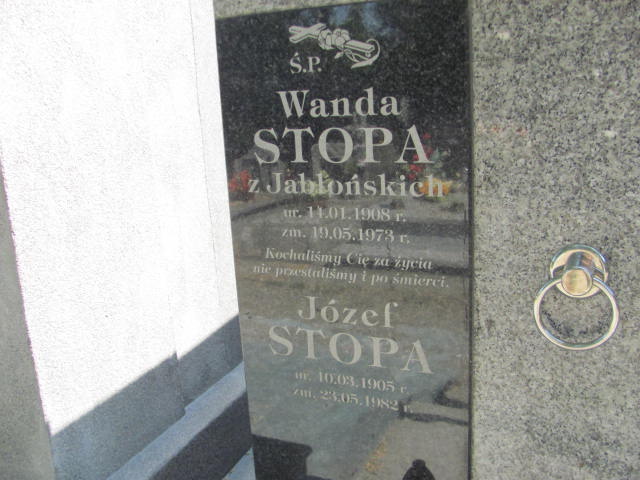 Ś.P.
Wanda
STOPA
z Jabłońskich
ur. 14.01.1908 r.
zm. 19.05.1973 r.
Kochaliśmy Cię za życia
nie przestaliśmy i po śmierci.
Józef
STOPA
ur. 10.03.1905 r.
zm. 23.05.1982 r.